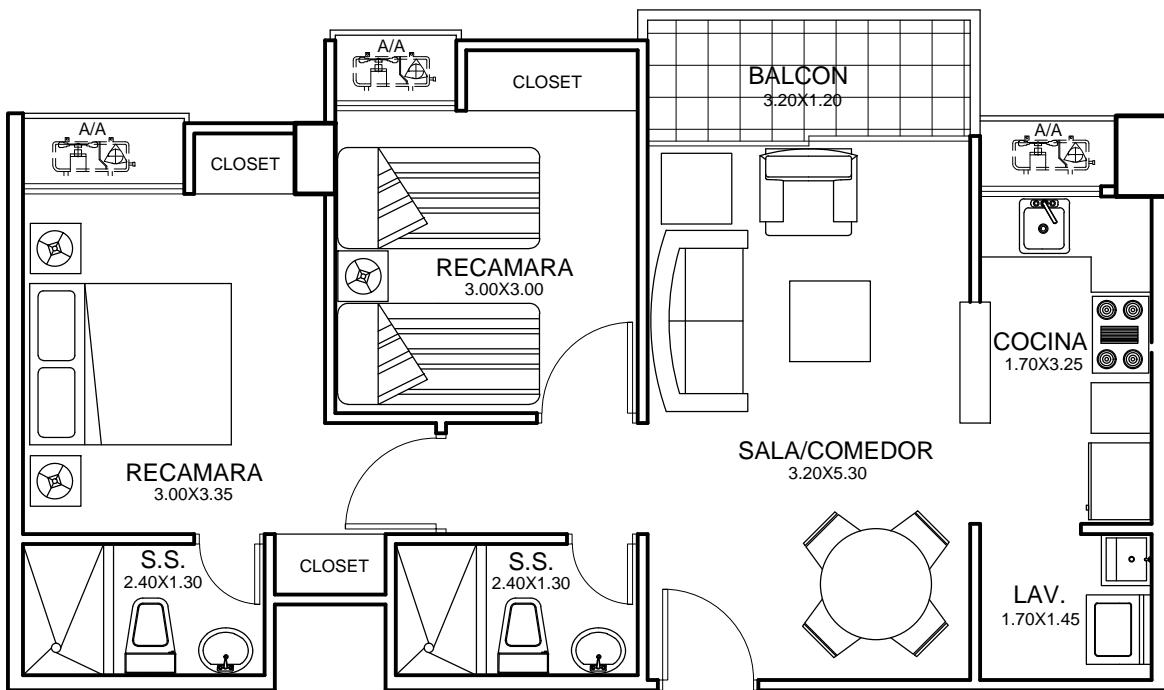 A/A
BALCON
3.20X1.20
CLOSET
A/A
A/A
CLOSET
RECAMARA
3.00X3.00
COCINA
1.70X3.25
SALA/COMEDOR
3.20X5.30
RECAMARA
3.00X3.35
S.S.
2.40X1.30
CLOSET
S.S.
2.40X1.30
LAV.
1.70X1.45